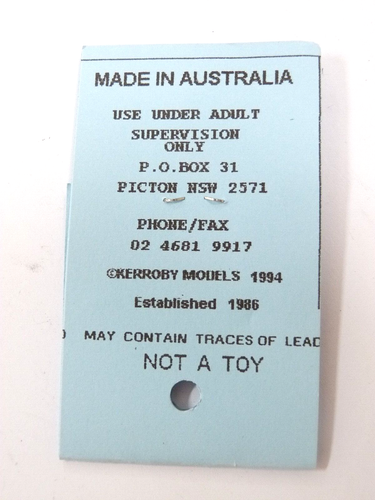 MADE IN AUSTRALIA
USE UNDER ADULT
SUPERVISION
ONLY
P.O.BOX 31
PICTON NSW 2571
PHONE/FAX
02 4681 9917
©KERROBY MODELS 1994
Established 1986
MAY CONTAIN TRACES OF LEAD
NOT A TOY